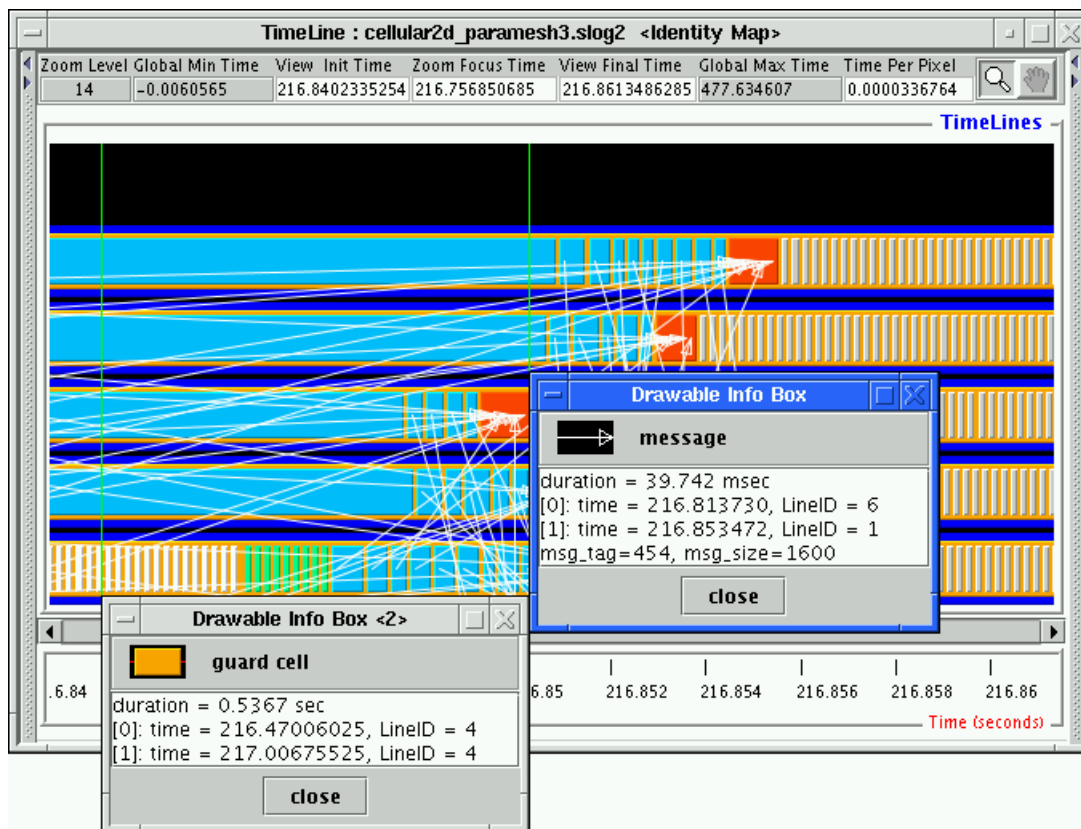 TimeLine : cellular2d_paramesh3.slog2 <Identity Map>
Zoom Level Global Min Time View Init Time Zoom Focus Time View Final Time Global Max Time Time Per Pixel
14 -0.0060565 216.8402335254 216.756850685 216.8613486285 477.634607 0.0000336764
TimeLines
Drawable Info Box
message
duration = 39.742 msec
[0]: time = 216.813730, LineID = 6
[1]: time = 216.853472, LineID = 1
msg_tag=454, msg_size=1600
close
Drawable Info Box <2>
guard cell
duration = 0.5367 sec
[0]: time = 216.47006025, LineID = 4
[1]: time = 217.00675525, LineID = 4
close
.6.84 6.85 216.852 216.854 216.856 216.858 216.86
Time (seconds)